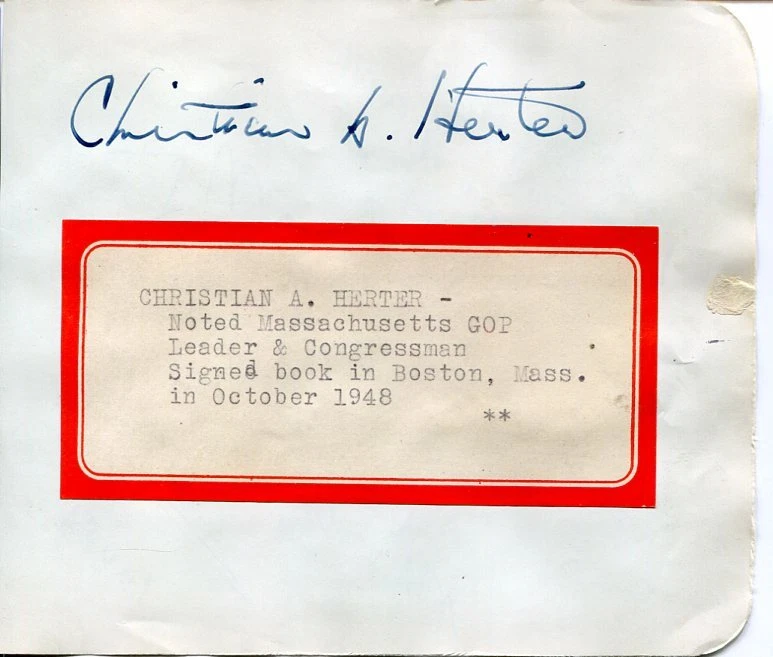 Christian A. Herter
CHRISTIAN A. HERTER -
Noted Massachusetts GOP
Leader & Congressman
Signed book in Boston, Mass.
in October 1948
**